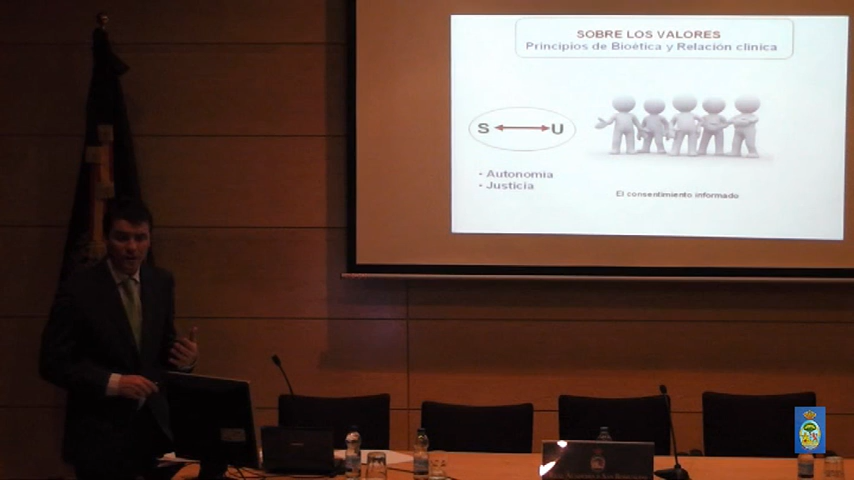 SOBRE LOS VALORES
Principios de Bioética y Relación clínica
S U
- Autonomía
- Justicia
El consentimiento informado